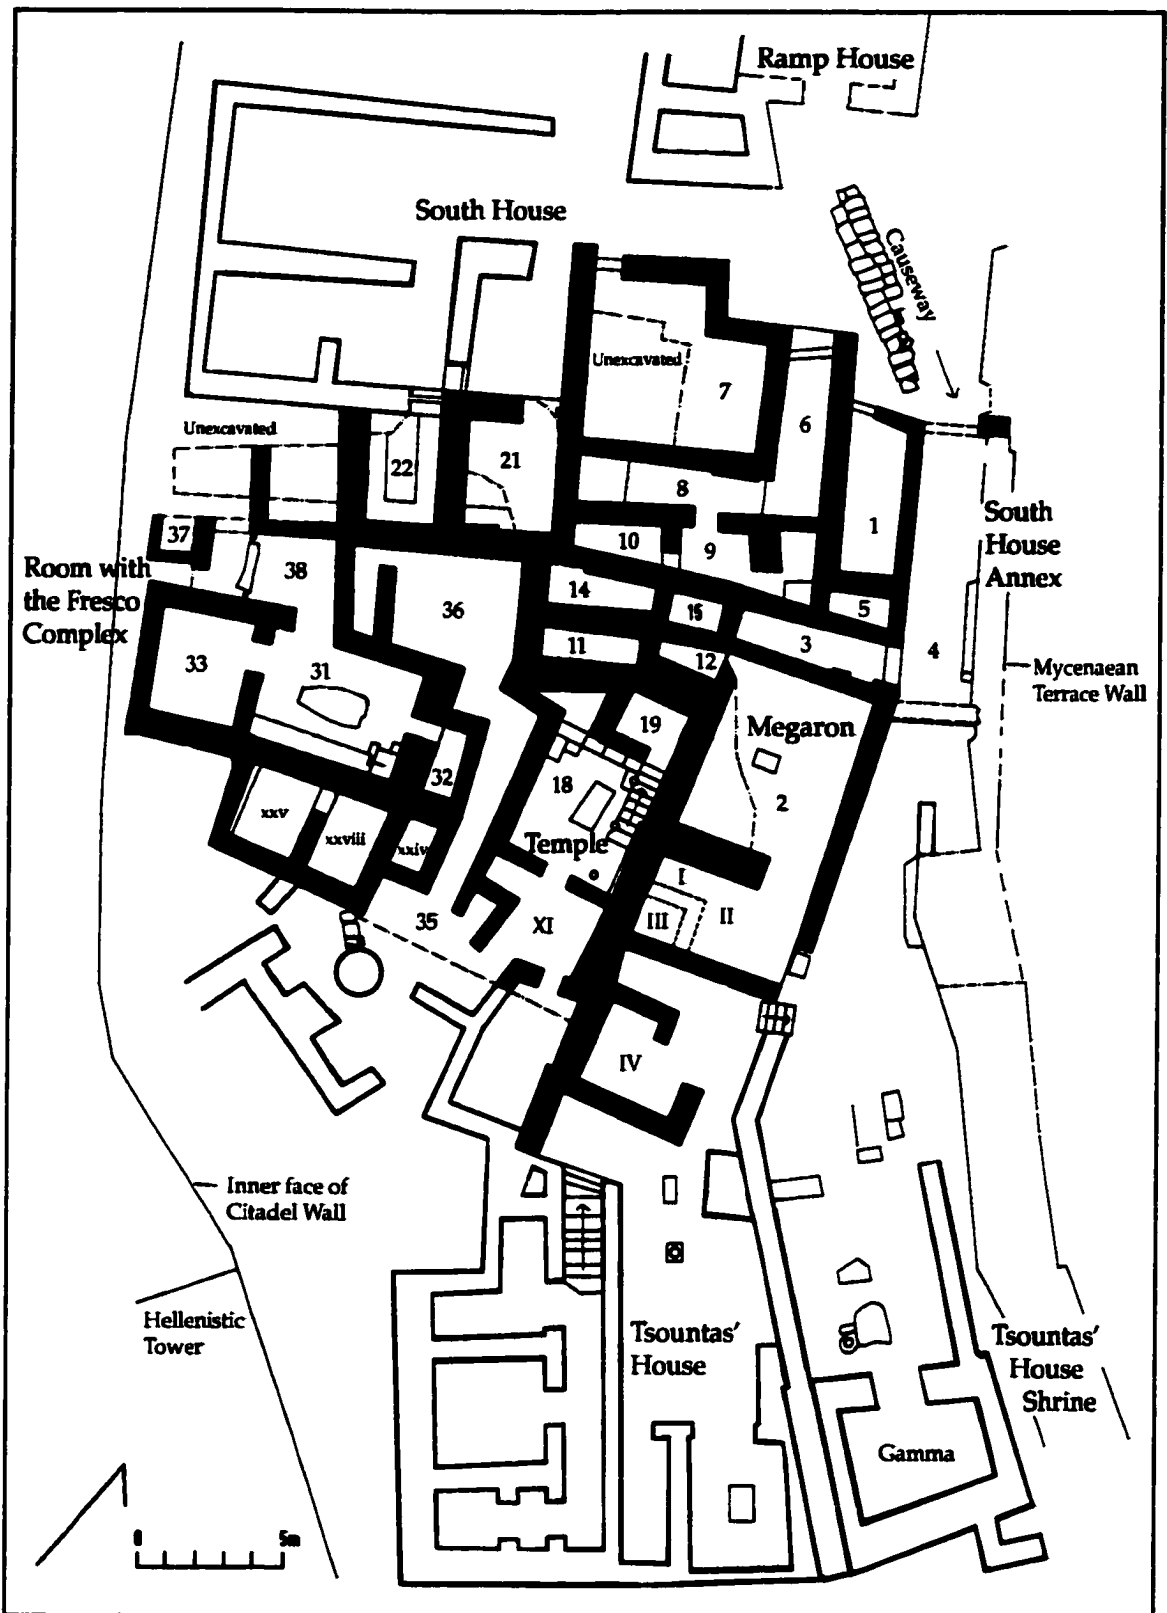 Ramp House
South House
Causeway
Unexcavated
7
6
Unexcavated
22
21
8
1
South
House
Annex
37
10
9
Room with
the Fresco
Complex
38
14
15
5
36
11
12
3
4
33
31
Mycenaean
Terrace Wall
19
Megaron
32
18
2
xxv
xxviii
xxiv
Temple
I
II
III
35
XI
IV
Inner face of
Citadel Wall
Hellenistic
Tower
Tsountas'
House
Tsountas'
House
Shrine
Gamma
0
5m